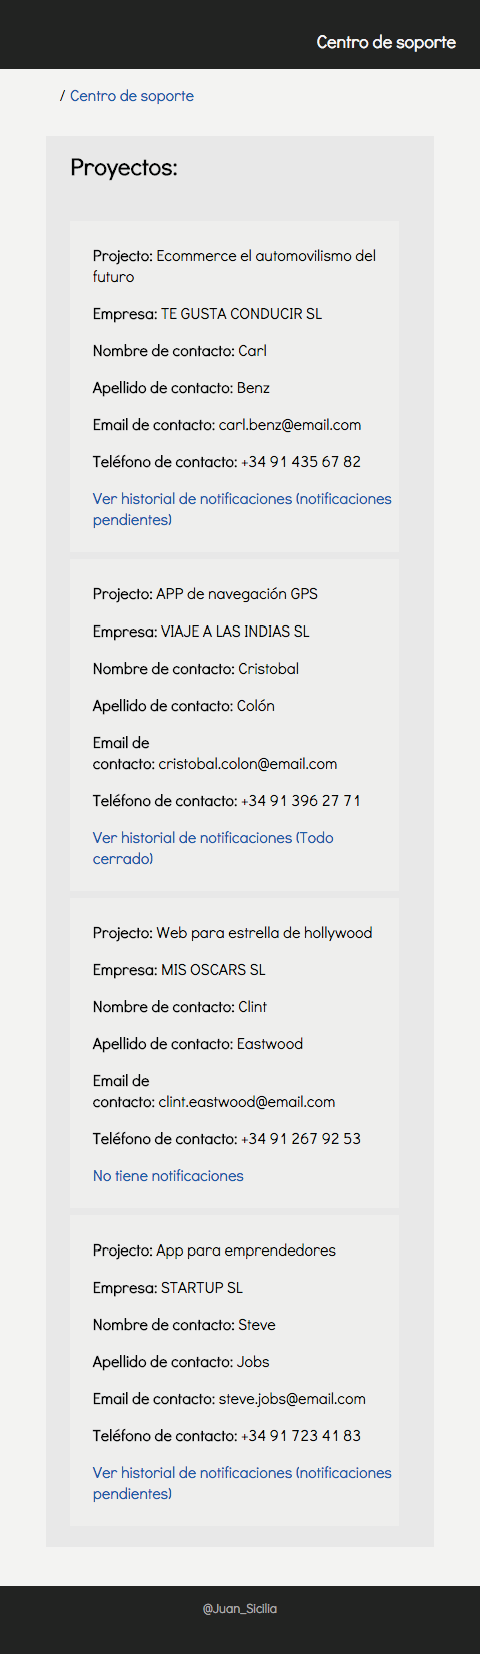 Centro de soporte
/ Centro de soporte
Proyectos:
Projecto: Ecommerce el automovilismo del
futuro
Empresa: TE GUSTA CONDUCIR SL
Nombre de contacto: Carl
Apellido de contacto: Benz
Email de contacto: carl.benz@email.com
Teléfono de contacto: +34 91 435 67 82
Ver historial de notificaciones (notificaciones
pendientes)
Projecto: APP de navegación GPS
Empresa: VIAJE A LAS INDIAS SL
Nombre de contacto: Cristobal
Apellido de contacto: Colón
Email de
contacto: cristobal.colon@email.com
Teléfono de contacto: +34 91 396 27 71
Ver historial de notificaciones (Todo
cerrado)
Projecto: Web para estrella de hollywood
Empresa: MIS OSCARS SL
Nombre de contacto: Clint
Apellido de contacto: Eastwood
Email de
contacto: clint.eastwood@email.com
Teléfono de contacto: +34 91 267 92 53
No tiene notificaciones
Projecto: App para emprendedores
Empresa: STARTUP SL
Nombre de contacto: Steve
Apellido de contacto: Jobs
Email de contacto: steve.jobs@email.com
Teléfono de contacto: +34 91 723 41 83
Ver historial de notificaciones (notificaciones
pendientes)
@Juan_Sicilia